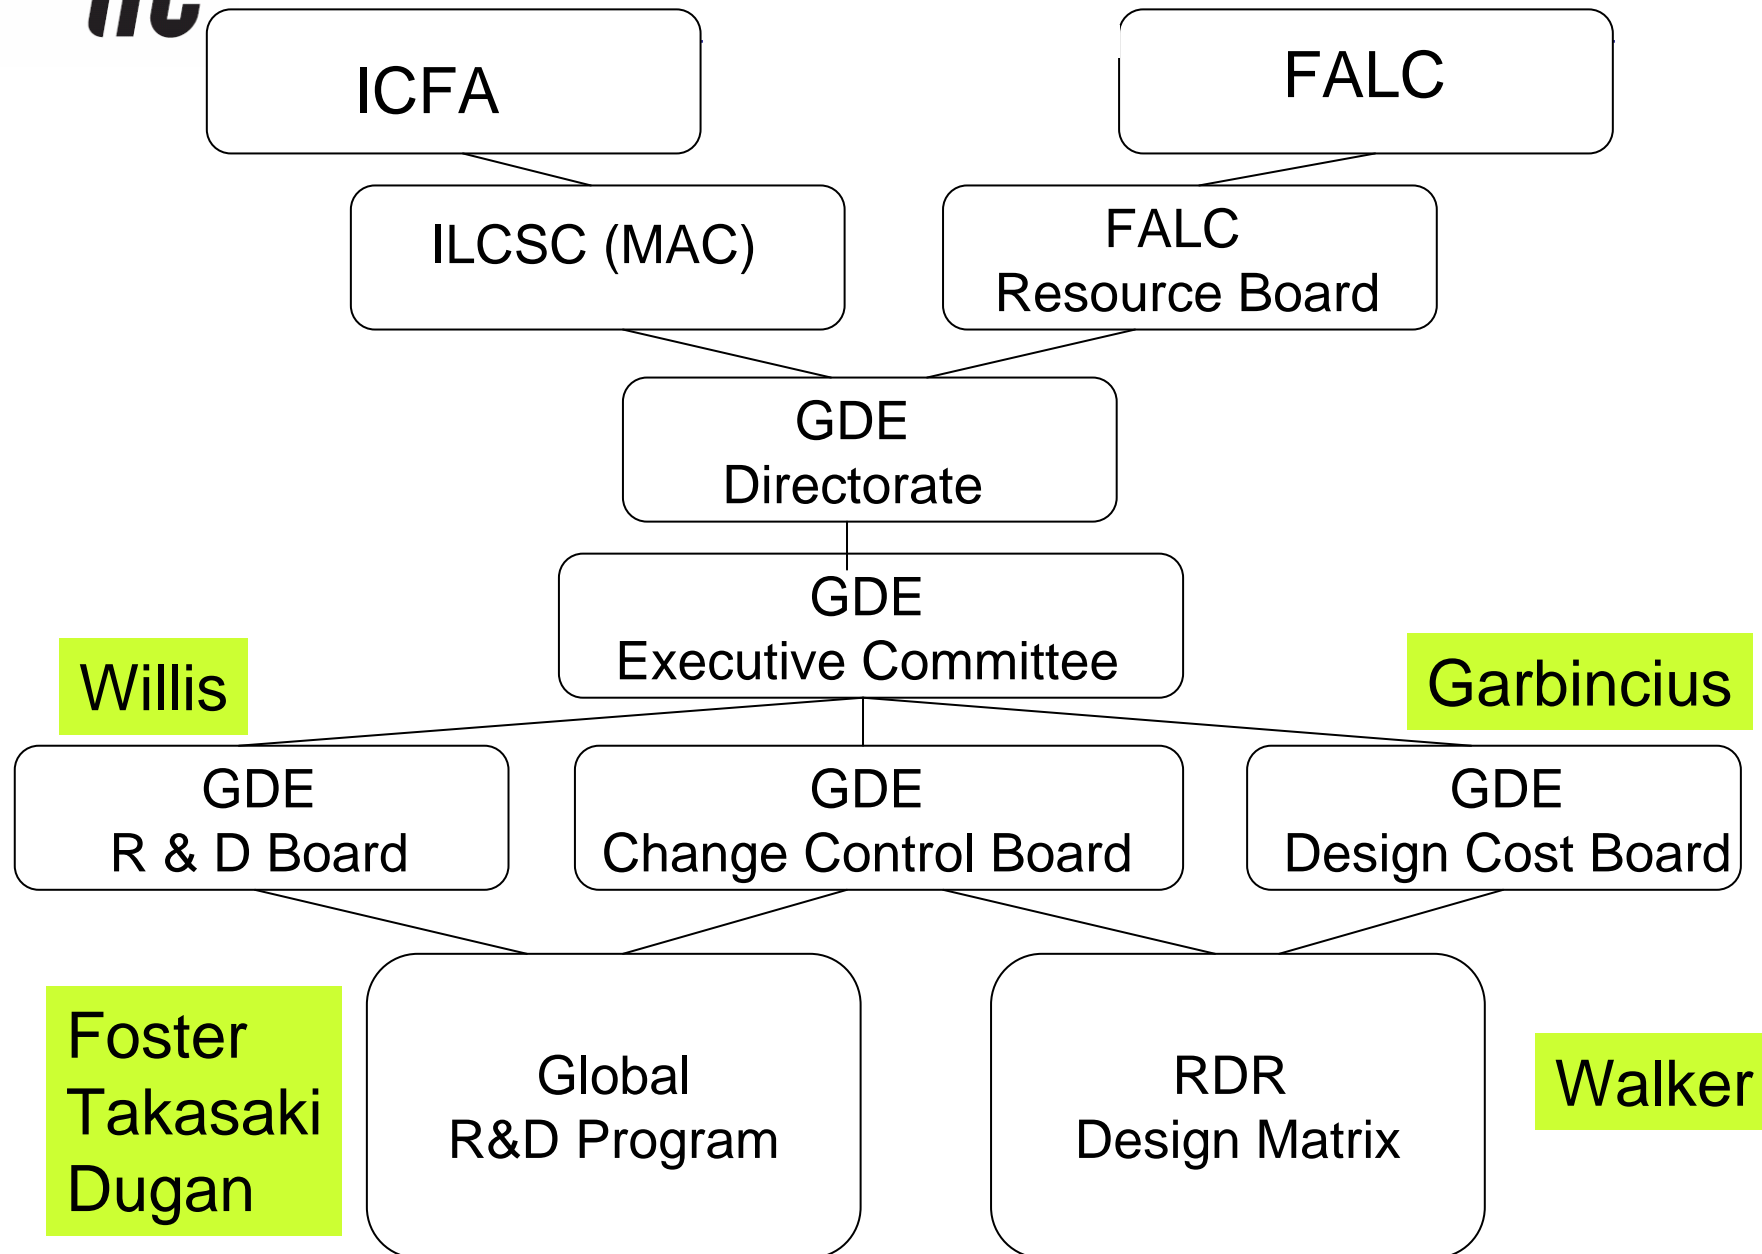 ICFA
FALC
ILCSC (MAC)
FALC
Resource Board
GDE
Directorate
GDE
Executive Committee
Willis
Garbincius
GDE
R & D Board
GDE
Change Control Board
GDE
Design Cost Board
Foster
Takasaki
Dugan
Global
R&D Program
RDR
Design Matrix
Walker